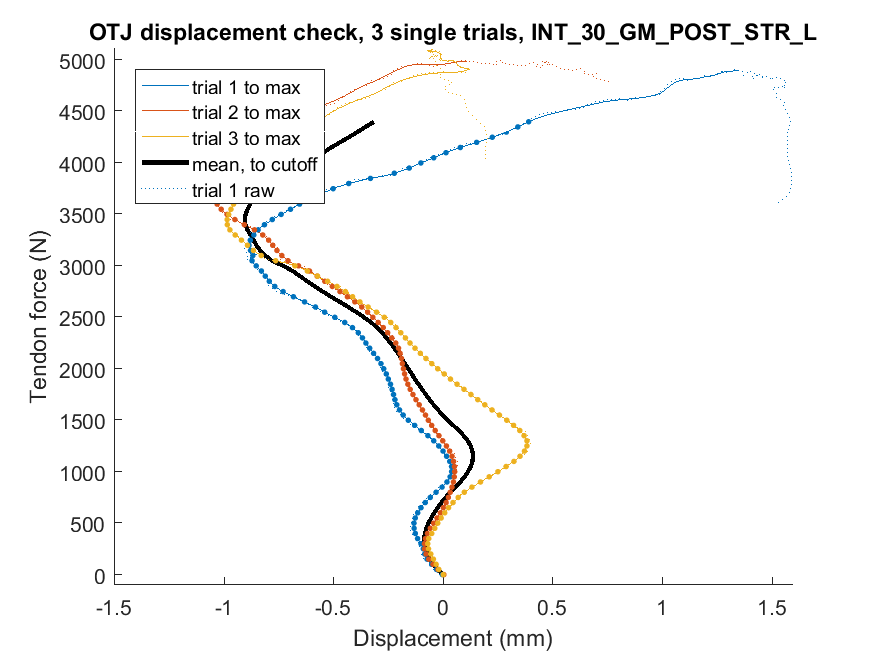 OTJ displacement check, 3 single trials, INT_30_GM_POST_STR_L
5000
4500
4000
3500
3000
2500
2000
1500
1000
500
0
Tendon force (N)
trial 1 to max
trial 2 to max
trial 3 to max
mean, to cutoff
trial 1 raw
-1.5 -1 -0.5 0 0.5 1 1.5
Displacement (mm)